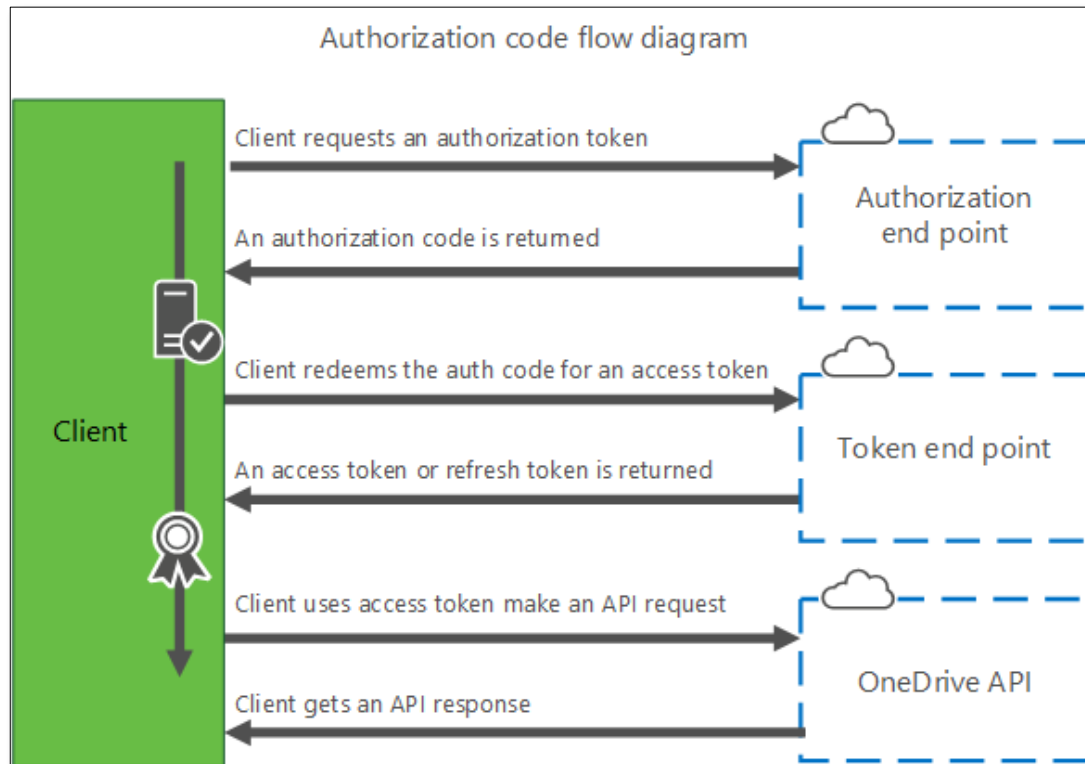 Authorization code flow diagram
Client requests an authorization token
Authorization
end point
An authorization code is returned
Client redeems the auth code for an access token
Client
Token end point
An access token or refresh token is returned
Client uses access token make an API request
OneDrive API
Client gets an API response